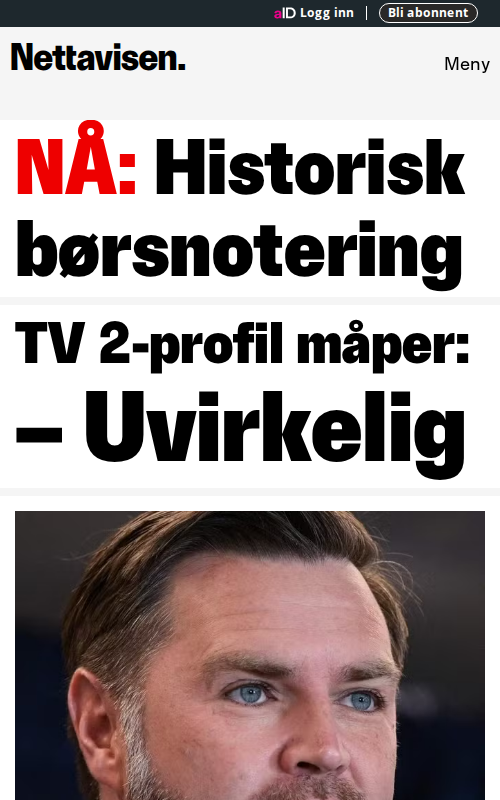 aID Logg inn
Bli abonnent
Nettavisen.
Meny
NÅ: Historisk
børsnotering
TV 2-profil måper:
– Uvirkelig